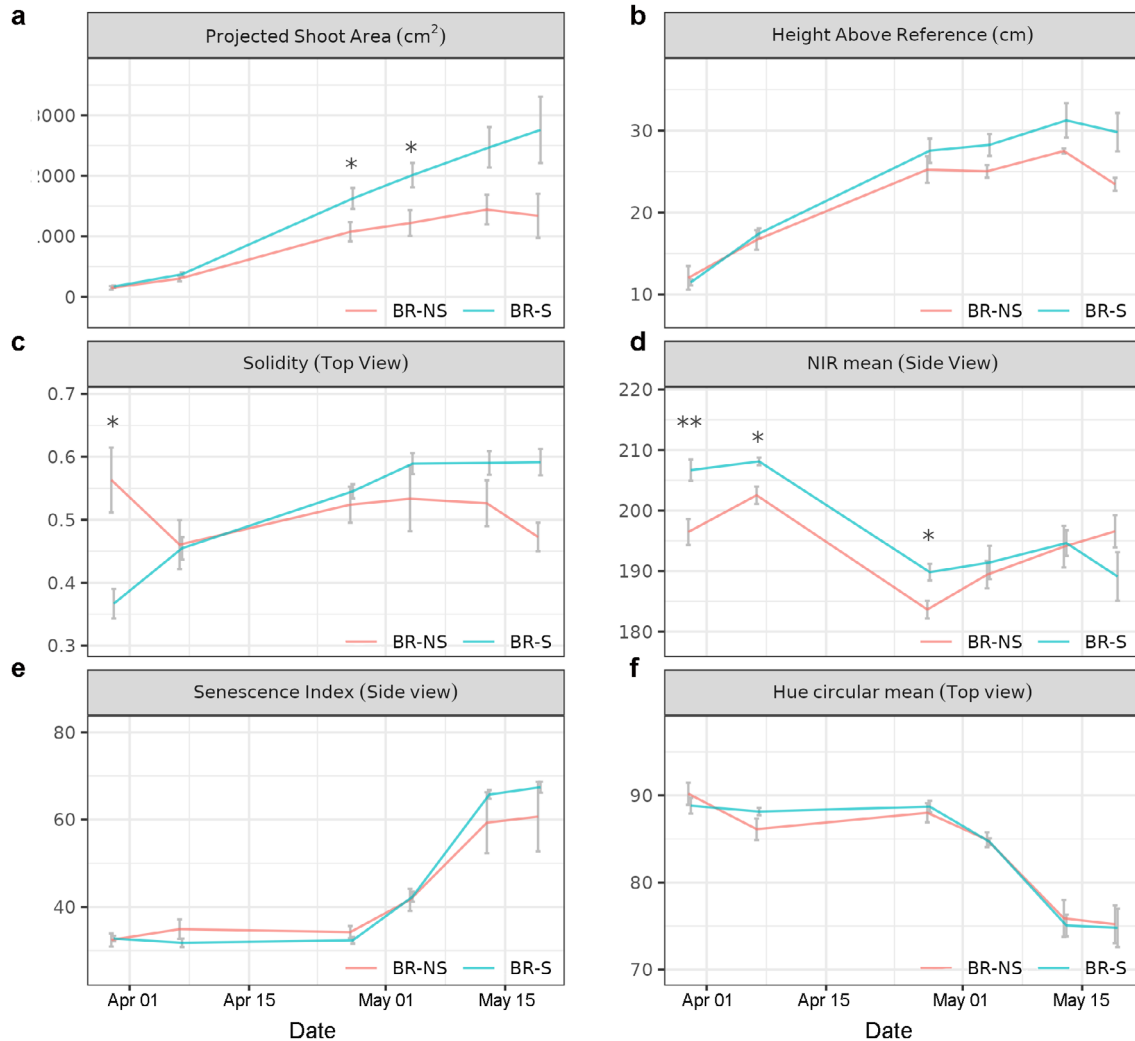 a
b
Projected Shoot Area (cm²)
Height Above Reference (cm)
2000
1000
0
*
*
BR-NS BR-S
30
20
10
BR-NS BR-S
c
d
Solidity (Top View)
NIR mean (Side View)
0.7
0.6
0.5
0.4
0.3
*
BR-NS BR-S
220
210
200
190
180
**
*
*
BR-NS BR-S
e
f
Senescence Index (Side view)
Hue circular mean (Top view)
80
60
40
BR-NS BR-S
90
80
70
BR-NS BR-S
Apr 01 Apr 15 May 01 May 15
Apr 01 Apr 15 May 01 May 15
Date
Date